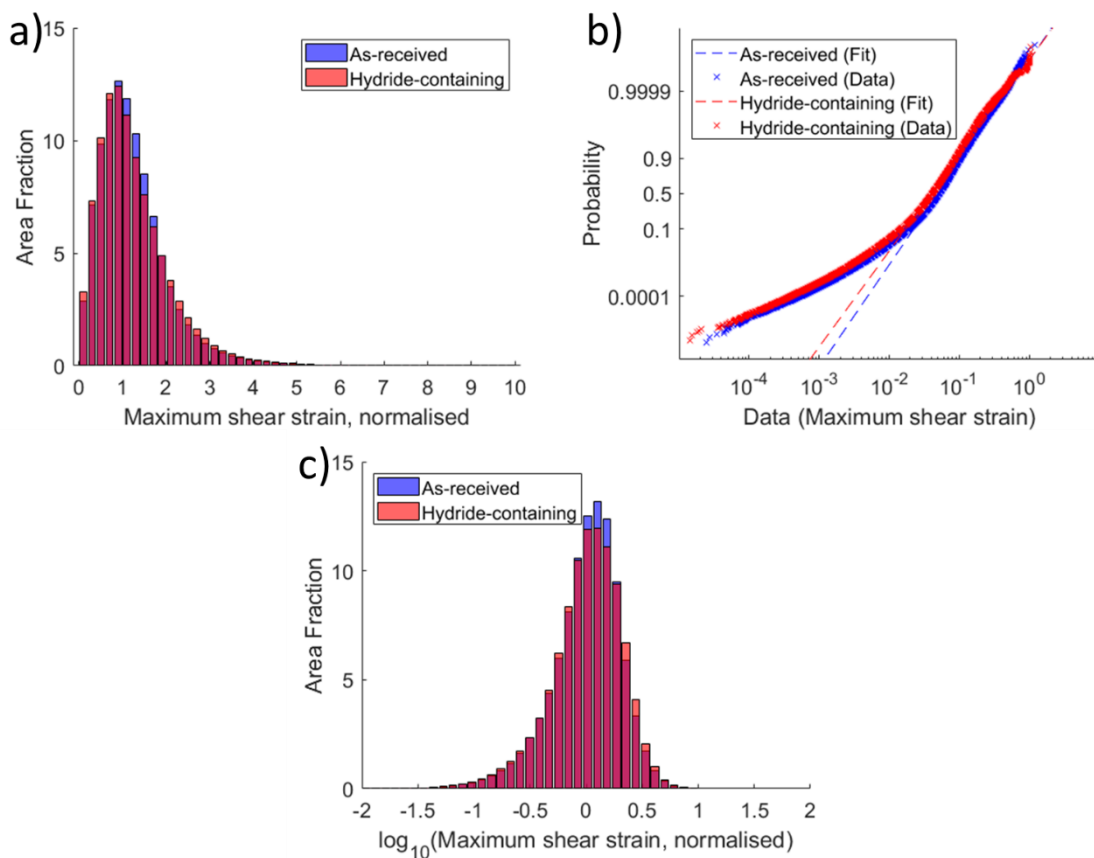 a)
15
10
5
0
Area Fraction
As-received
Hydride-containing
0 1 2 3 4 5 6 7 8 9 10
Maximum shear strain, normalised
b)
0.9999
0.9
0.5
0.1
0.0001
Probability
As-received (Fit)
As-received (Data)
Hydride-containing (Fit)
Hydride-containing (Data)
10-4 10-3 10-2 10-1 100
Data (Maximum shear strain)
c)
15
10
5
0
Area Fraction
As-received
Hydride-containing
-2 -1.5 -1 -0.5 0 0.5 1 1.5 2
log10(Maximum shear strain, normalised)